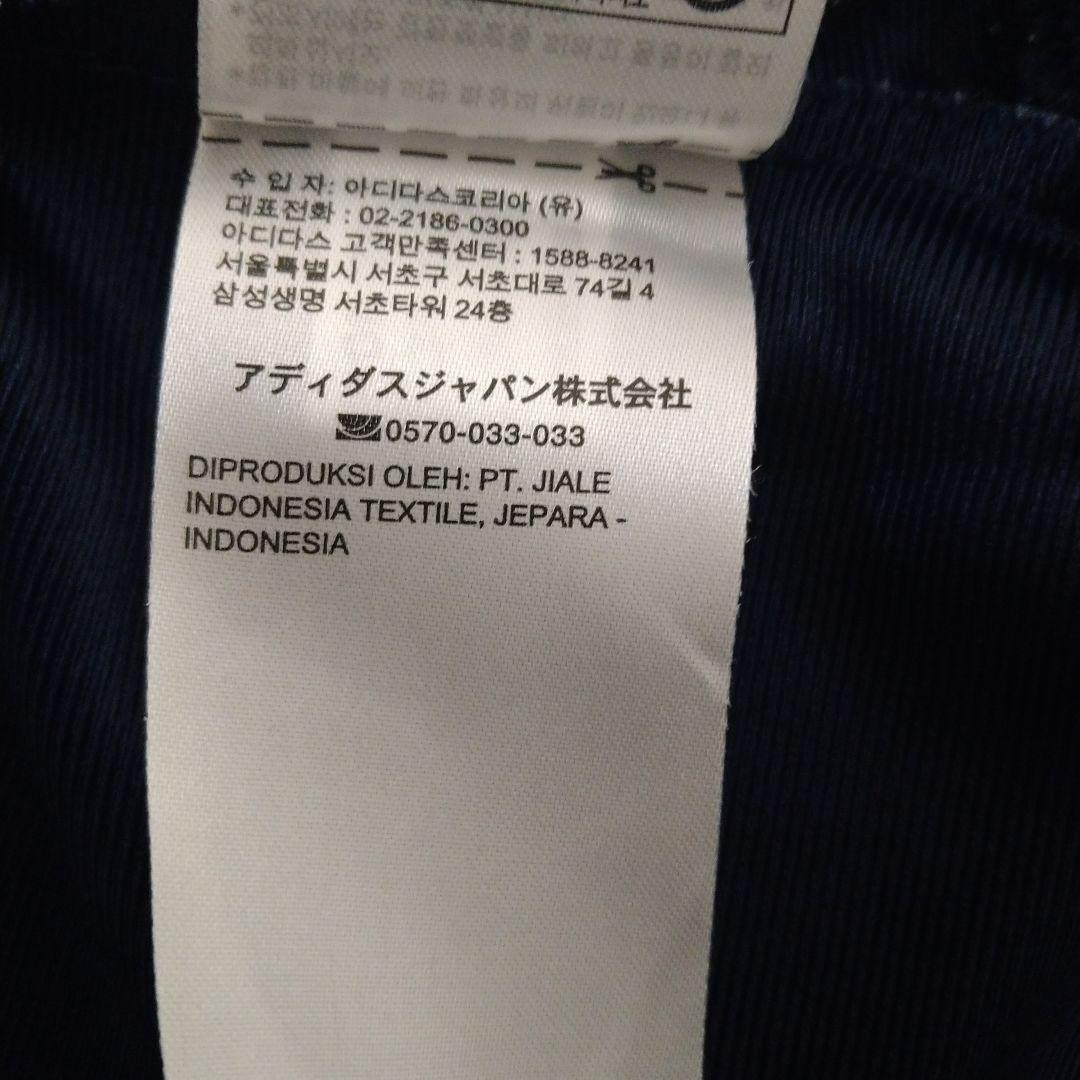 수 입 자: 아디다스코리아 (유)
대표전화 : 02-2186-0300
아디다스 고객만족센터 : 1588-8241
서울특별시 서초구 서초대로 74길 4
삼성생명 서초타워 24층
アディダスジャパン株式会社
0570-033-033
DIPRODUKSI OLEH: PT. JIALE
INDONESIA TEXTILE, JEPARA -
INDONESIA